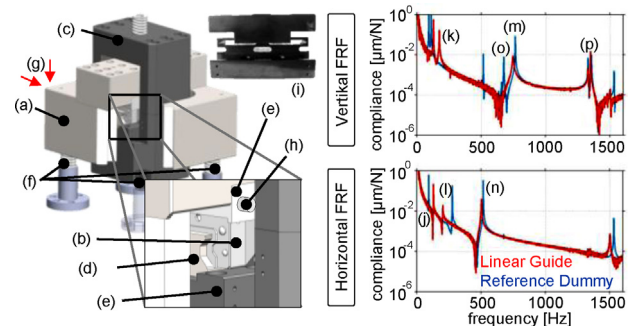 (c)
(g)
(a)
(i)
(e)
(h)
(f)
(b)
(d)
(e)
Vertikal FRF
compliance [µm/N]
10^0
10^-2
10^-4
10^-6
(k)
(o)
(m)
(p)
0 500 1000 1500
frequency [Hz]
Horizontal FRF
compliance [µm/N]
10^0
10^-2
10^-4
10^-6
(j)
(l)
(n)
Linear Guide
Reference Dummy
0 500 1000 1500
frequency [Hz]